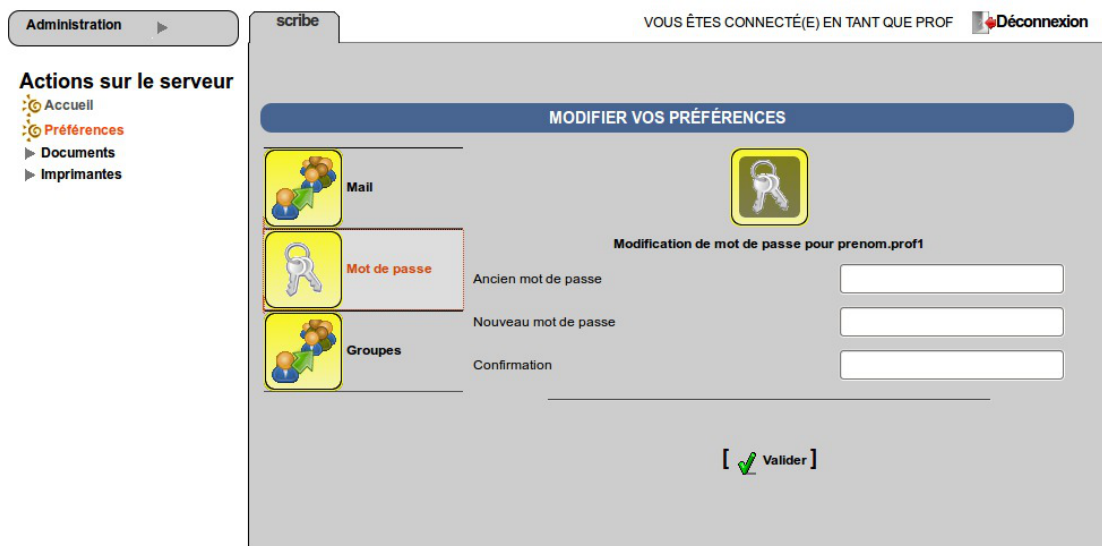 Administration
scribe
VOUS ÊTES CONNECTÉ(E) EN TANT QUE PROF
Déconnexion
Actions sur le serveur
Accueil
Préférences
Documents
Imprimantes
MODIFIER VOS PRÉFÉRENCES
Mail
Mot de passe
Groupes
Modification de mot de passe pour prenom.prof1
Ancien mot de passe
Nouveau mot de passe
Confirmation
[ Valider ]